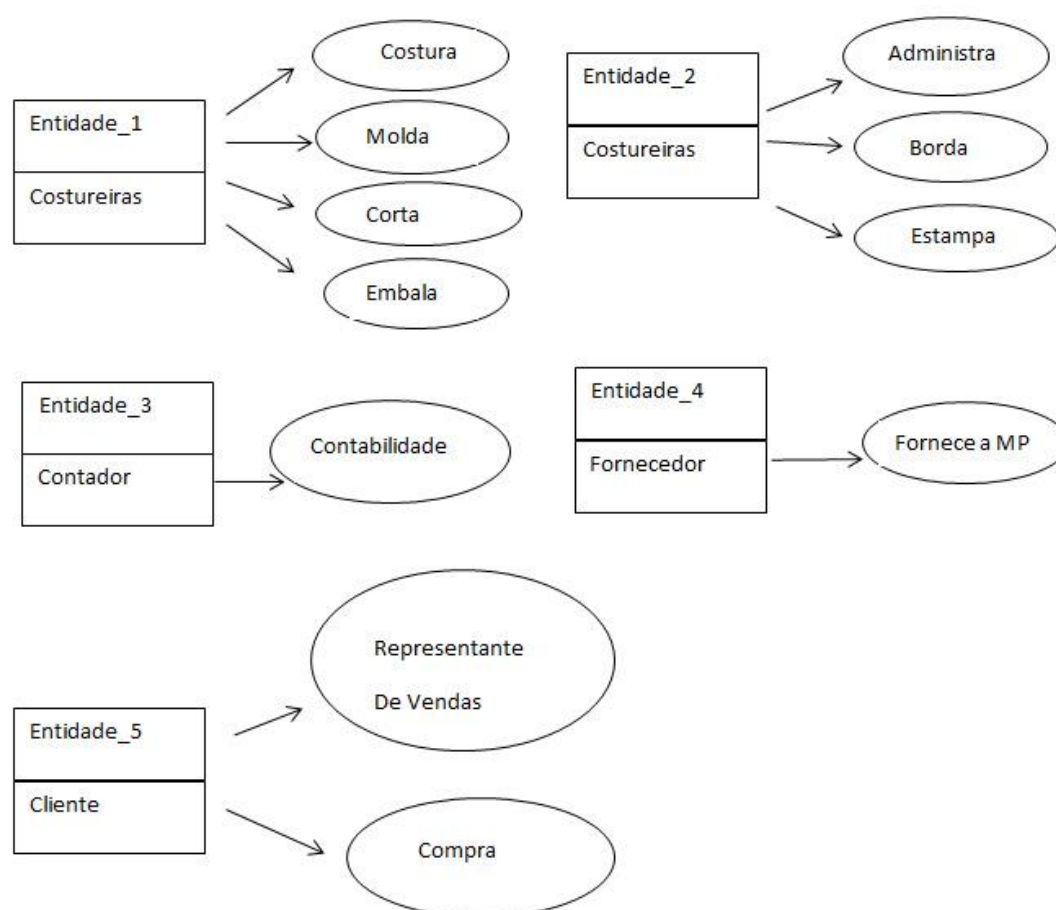 Entidade_1
Costureiras
Costura
Molda
Corta
Embala
Entidade_2
Costureiras
Administra
Borda
Estampa
Entidade_3
Contador
Contabilidade
Entidade_4
Fornecedor
Fornece a MP
Entidade_5
Cliente
Representante
De Vendas
Compra